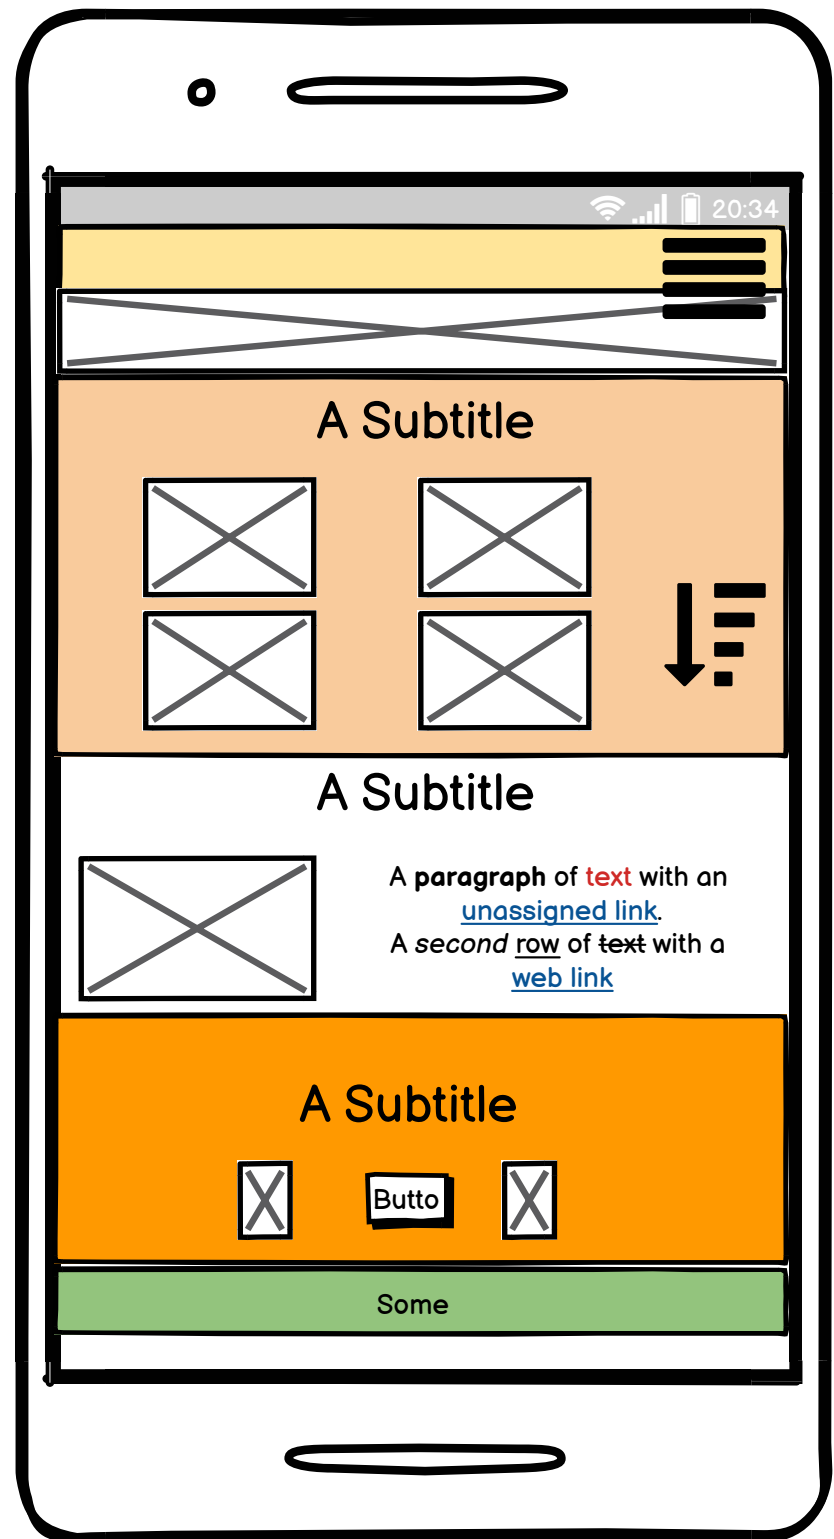 20:34
A Subtitle
A Subtitle
A paragraph of text with an
unassigned link.
A second row of text with a
web link
A Subtitle
Butto
Some